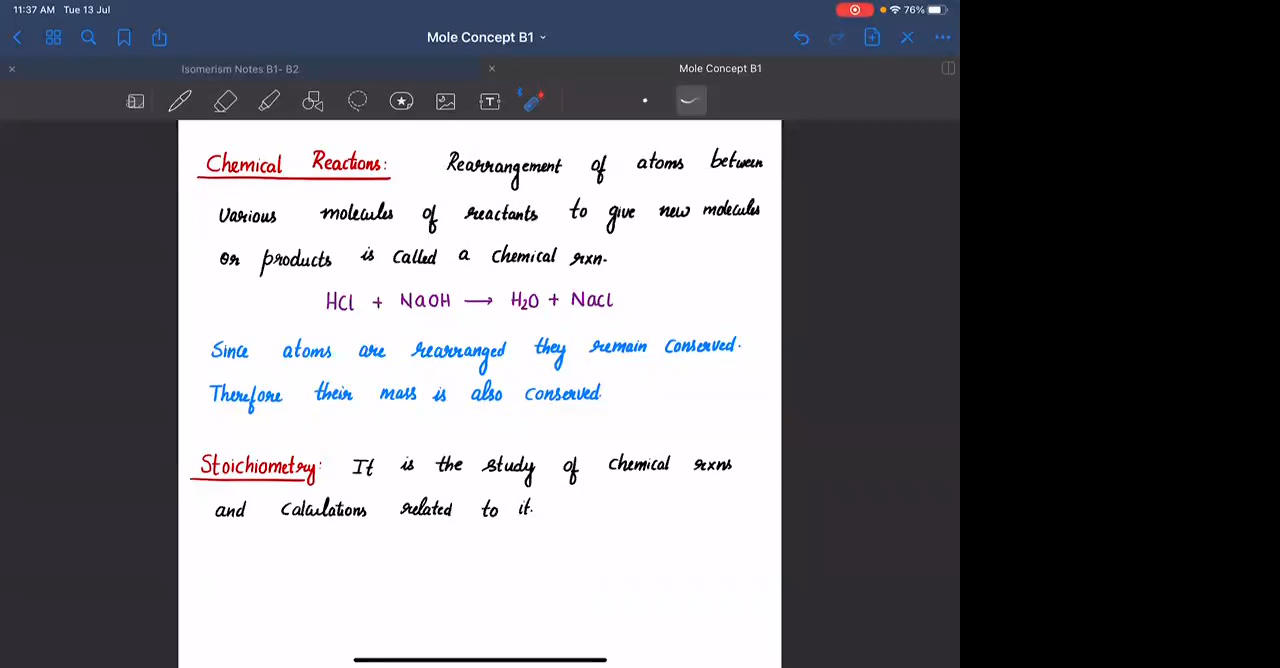 11:37 AM Tue 13 Jul
76%
Mole Concept B1
Isomerism Notes B1- B2
Mole Concept B1
Chemical Reactions: Rearrangement of atoms between
various molecules of reactants to give new molecules
or products is called a chemical rxn.
HCl + NaOH → H₂O + NaCl
Since atoms are rearranged they remain conserved.
Therefore their mass is also conserved.
Stoichiometry: It is the study of chemical rxns
and calculations related to it.